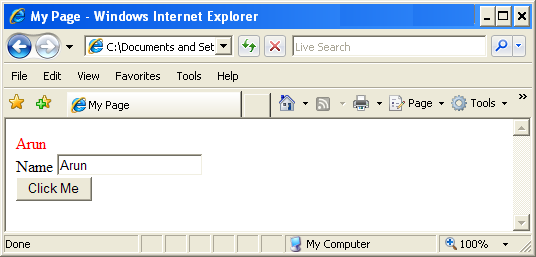 My Page - Windows Internet Explorer
C:\Documents and Set
Live Search
File Edit View Favorites Tools Help
My Page
Page
Tools
»
Arun
Name Arun
Click Me
Done
My Computer
100%